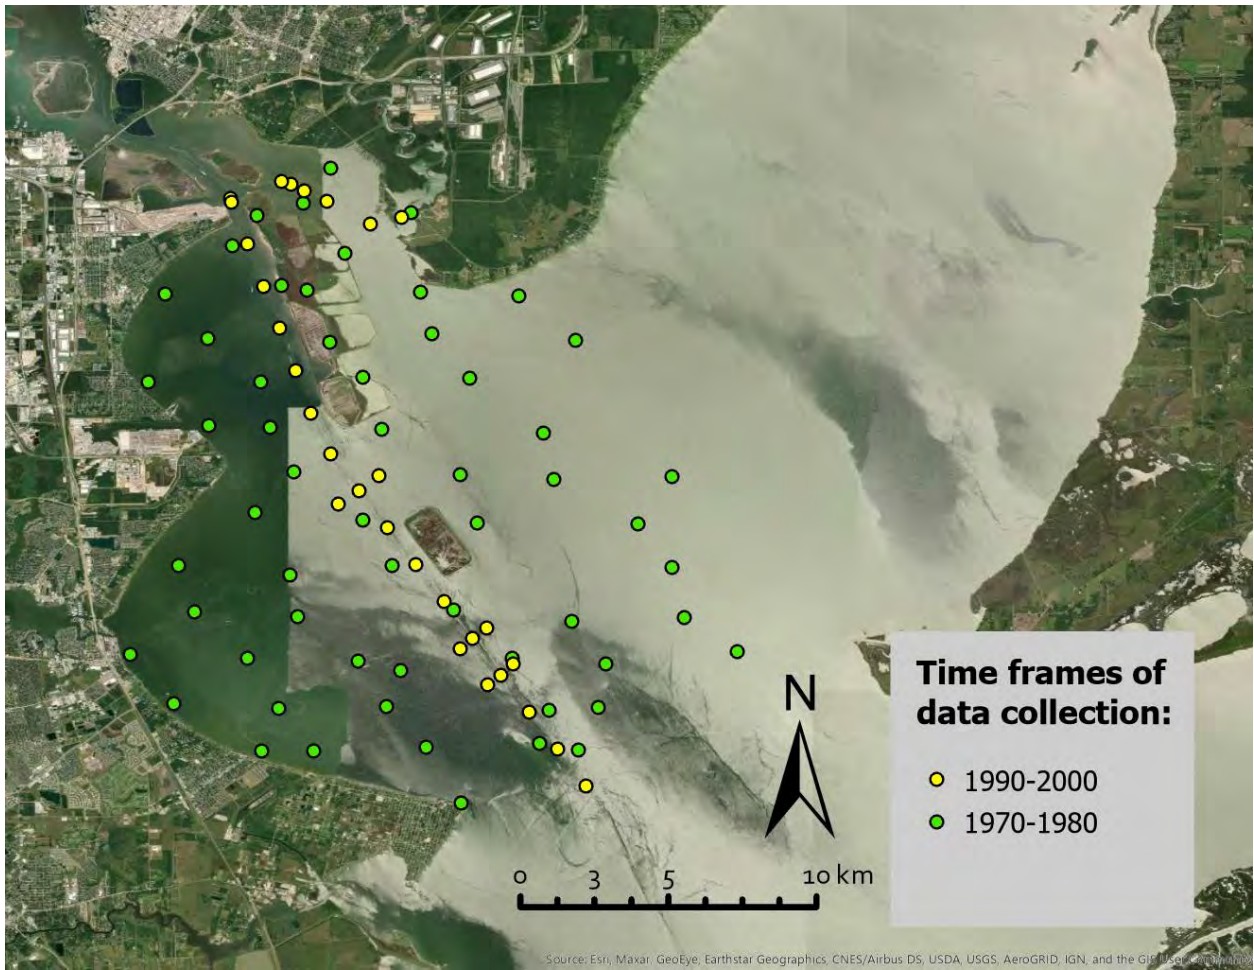 Time frames of
data collection:
1990-2000
1970-1980
N
0 3 5 10 km
Source: Esri, Maxar, GeoEye, Earthstar Geographics, CNES/Airbus DS, USDA, USGS, AeroGRID, IGN, and the GIS User Community